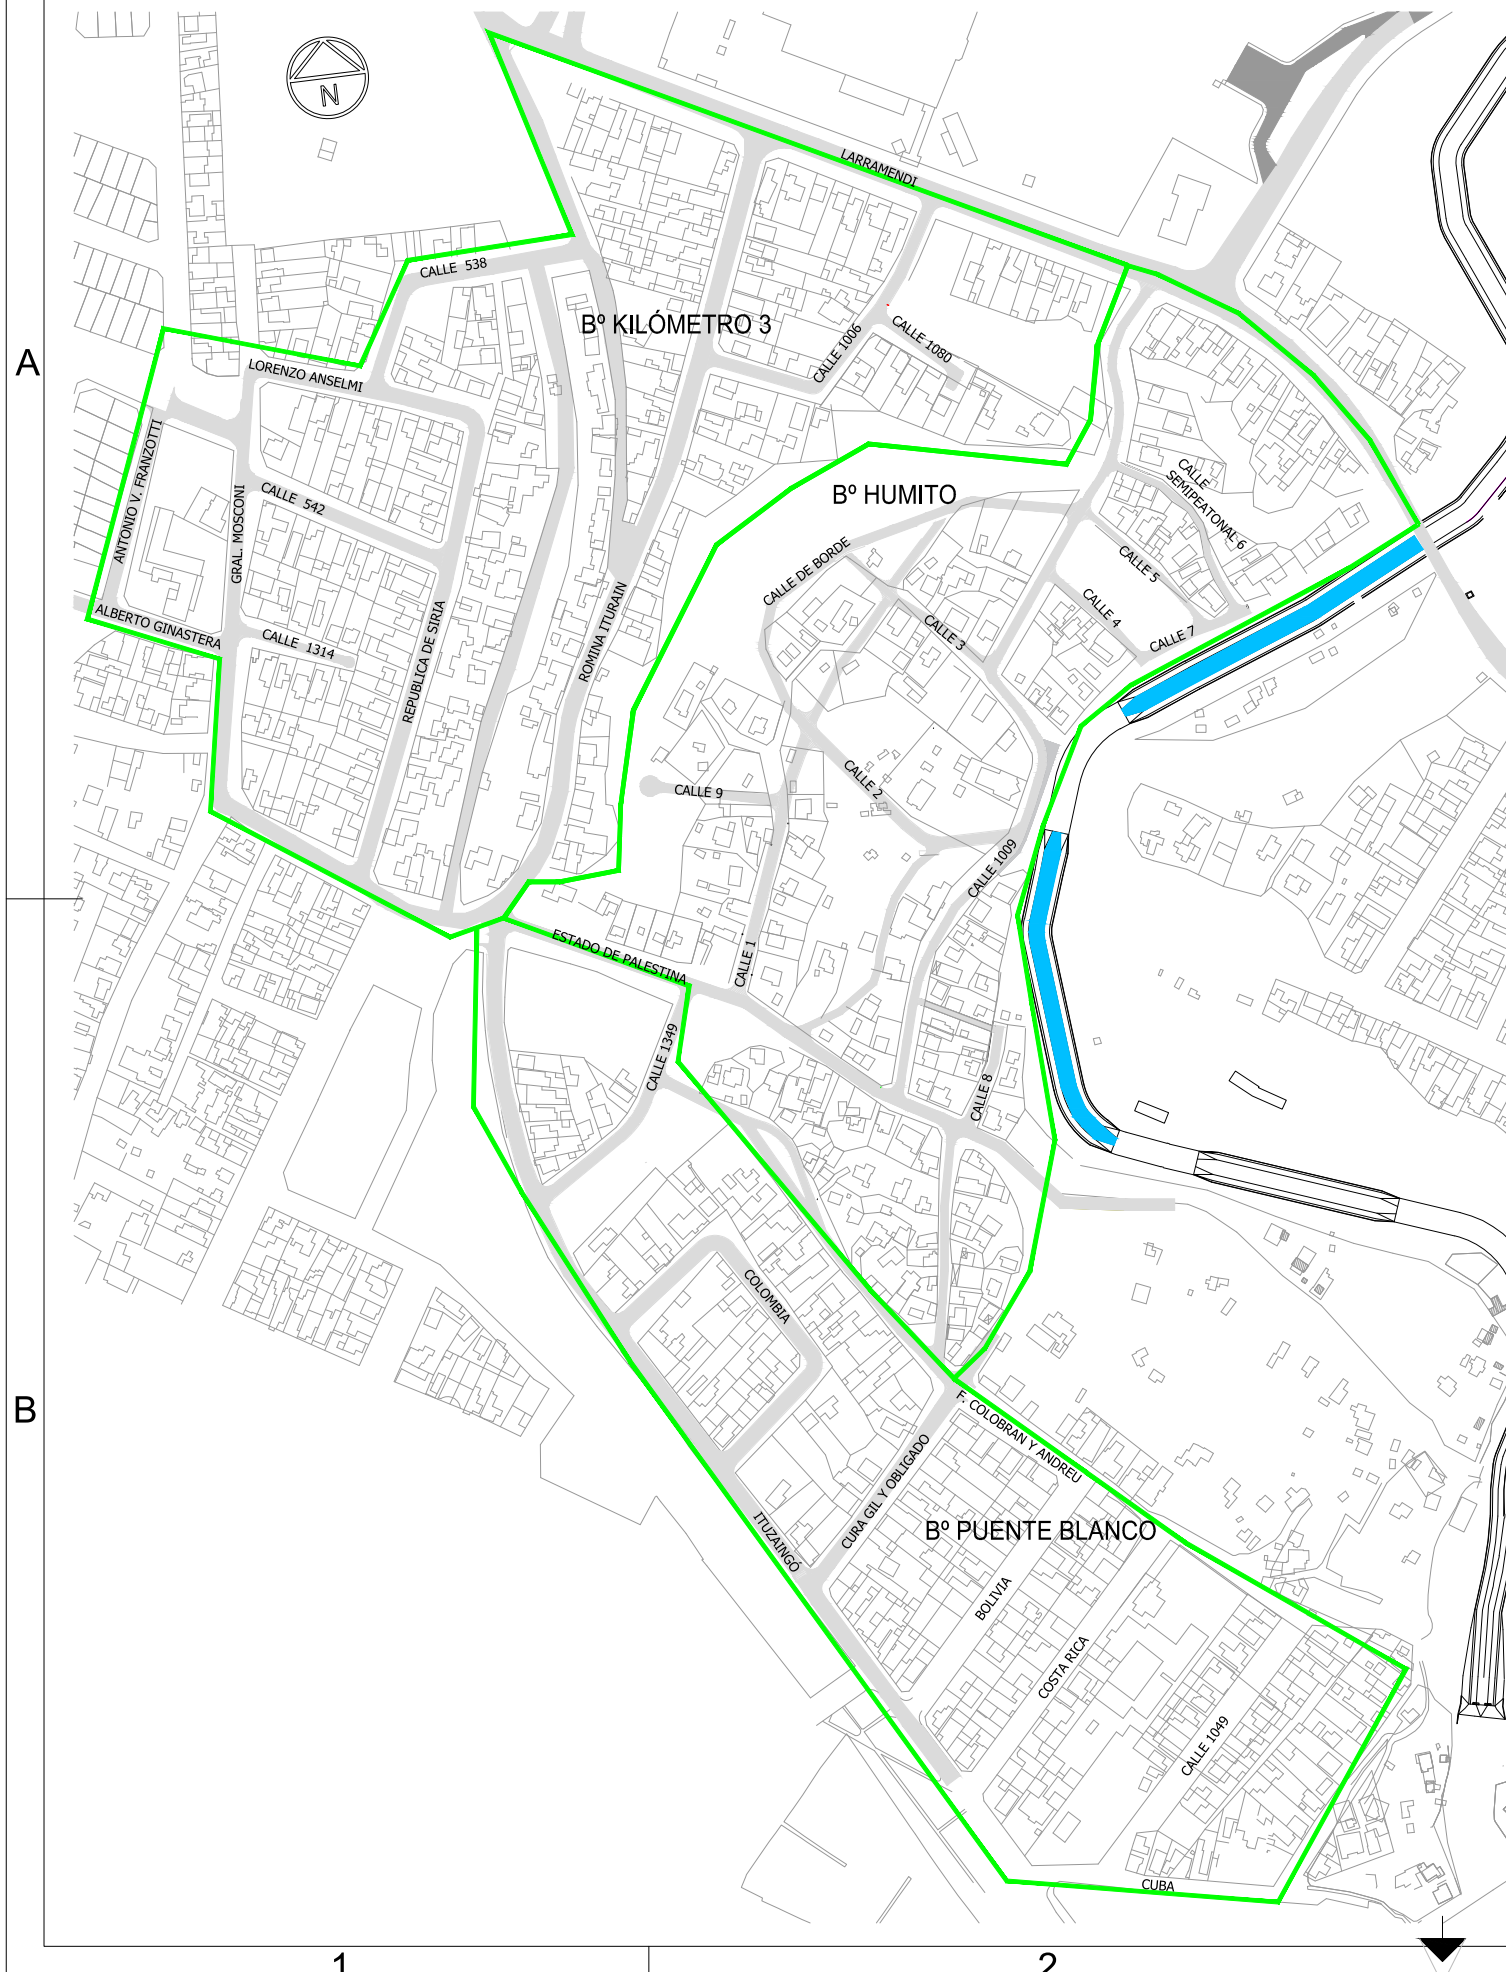 N
LARRAMENDI
CALLE 538
Bº KILÓMETRO 3
CALLE 1006
CALLE 1080
A
LORENZO ANSELMI
ANTONIO V. FRANZOTTI
GRAL. MOSCONI
CALLE 542
Bº HUMITO
CALLE
SEMIPEATONAL 6
CALLE DE BORDE
CALLE 5
CALLE 4
CALLE 3
CALLE 7
ALBERTO GINASTERA
CALLE 1314
REPUBLICA DE SIRIA
ROMINA ITURAIN
CALLE 9
CALLE 2
CALLE 1009
ESTADO DE PALESTINA
CALLE 1
CALLE 1349
CALLE 8
COLOMBIA
B
F. COLOBRAN Y ANDREU
CURA GIL Y OBLIGADO
ITUZAINGÓ
Bº PUENTE BLANCO
BOLIVIA
COSTA RICA
CALLE 1049
CUBA
1
2